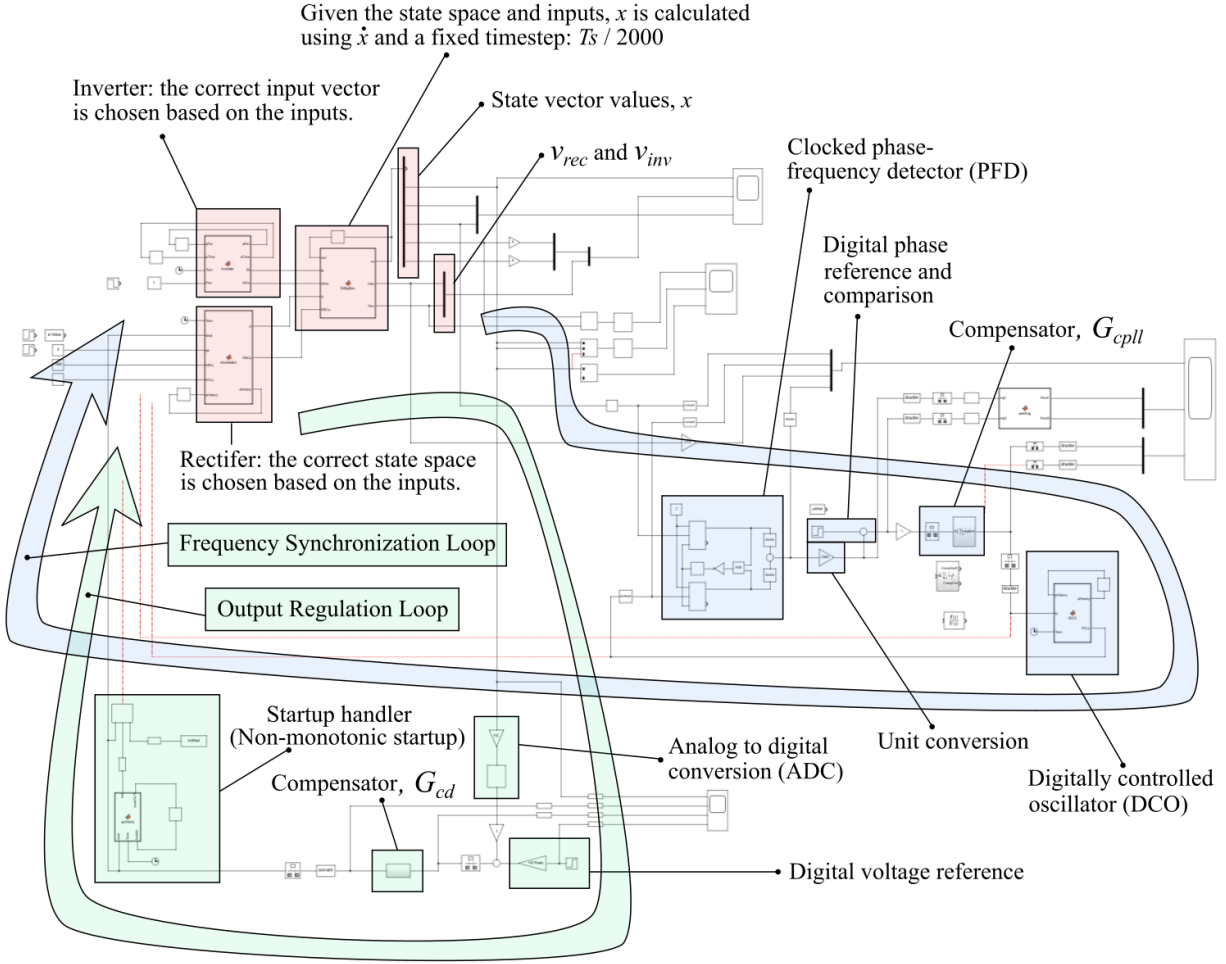 Given the state space and inputs, x is calculated
using ẋ and a fixed timestep: Ts / 2000
Inverter: the correct input vector
is chosen based on the inputs.
State vector values, x
v_rec and v_inv
Clocked phase-
frequency detector (PFD)
Digital phase
reference and
comparison
Compensator, G_cpll
Rectifer: the correct state space
is chosen based on the inputs.
Frequency Synchronization Loop
Output Regulation Loop
Startup handler
(Non-monotonic startup)
Compensator, G_cd
Analog to digital
conversion (ADC)
Unit conversion
Digitally controlled
oscillator (DCO)
Digital voltage reference
DCO